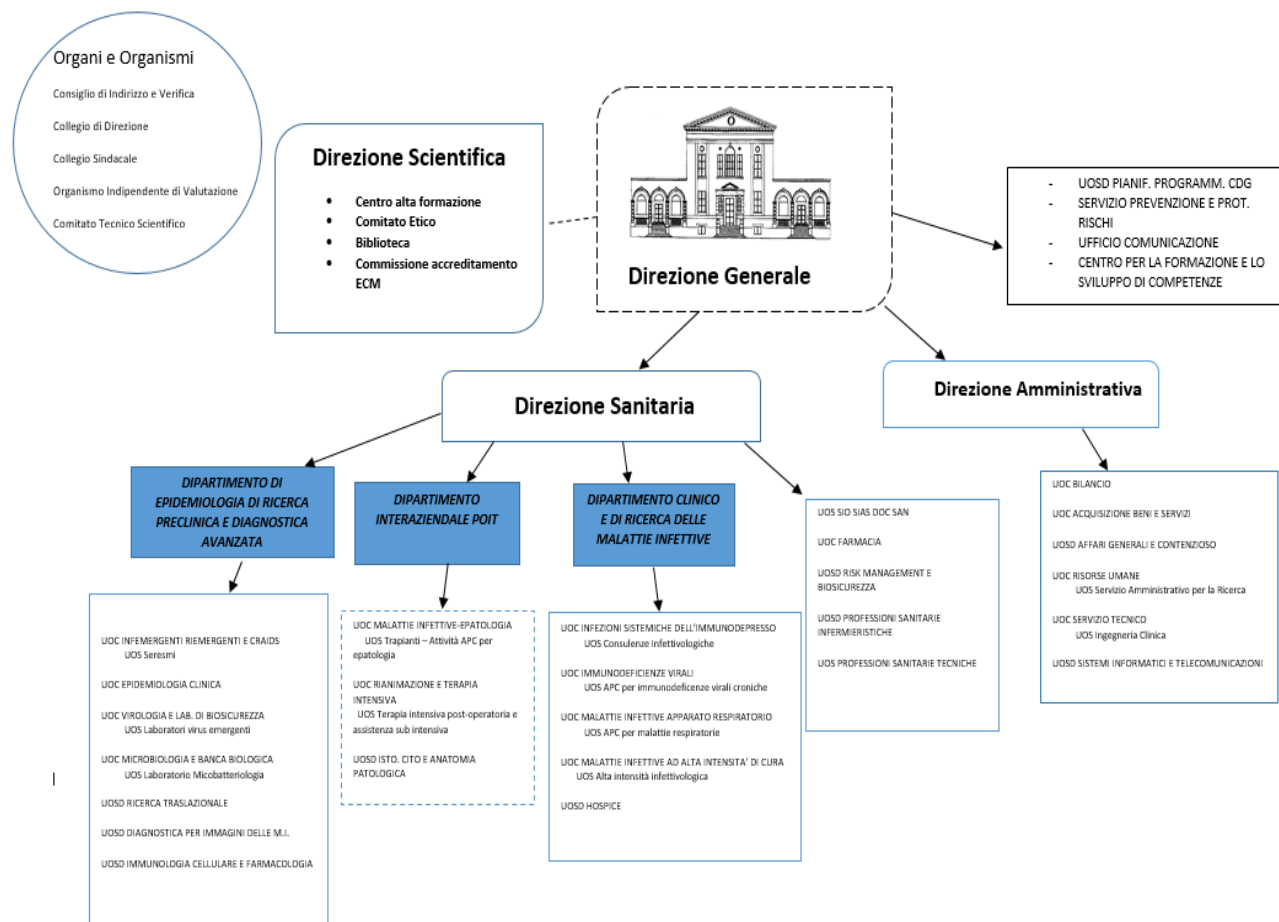 Organi e Organismi
Consiglio di Indirizzo e Verifica
Collegio di Direzione
Collegio Sindacale
Organismo Indipendente di Valutazione
Comitato Tecnico Scientifico
Direzione Scientifica
• Centro alta formazione
• Comitato Etico
• Biblioteca
• Commissione accreditamento
ECM
Direzione Generale
- UOSD PIANIF. PROGRAMM. CDG
- SERVIZIO PREVENZIONE E PROT.
RISCHI
- UFFICIO COMUNICAZIONE
- CENTRO PER LA FORMAZIONE E LO
SVILUPPO DI COMPETENZE
Direzione Sanitaria
Direzione Amministrativa
DIPARTIMENTO DI
EPIDEMIOLOGIA DI RICERCA
PRECLINICA E DIAGNOSTICA
AVANZATA
DIPARTIMENTO
INTERAZIENDALE POIT
DIPARTIMENTO CLINICO
E DI RICERCA DELLE
MALATTIE INFETTIVE
UOC INFEMERGENTI RIEMERGENTI E CRAIDS
UOS Seresmi
UOC EPIDEMIOLOGIA CLINICA
UOC VIROLOGIA E LAB. DI BIOSICUREZZA
UOS Laboratori virus emergenti
UOC MICROBIOLOGIA E BANCA BIOLOGICA
UOS Laboratorio Micobatteriologia
UOSD RICERCA TRASLAZIONALE
UOSD DIAGNOSTICA PER IMMAGINI DELLE M.I.
UOSD IMMUNOLOGIA CELLULARE E FARMACOLOGIA
UOC MALATTIE INFETTIVE-EPATOLOGIA
UOS Trapianti – Attività APC per
epatologia
UOC RIANIMAZIONE E TERAPIA
INTENSIVA
UOS Terapia intensiva post-operatoria e
assistenza sub intensiva
UOSD ISTO. CITO E ANATOMIA
PATOLOGICA
UOC INFEZIONI SISTEMICHE DELL'IMMUNODEPRESSO
UOS Consulenze Infettivologiche
UOC IMMUNODEFICIENZE VIRALI
UOS APC per immunodeficenze virali croniche
UOC MALATTIE INFETTIVE APPARATO RESPIRATORIO
UOS APC per malattie respiratorie
UOC MALATTIE INFETTIVE AD ALTA INTENSITA' DI CURA
UOS Alta intensità infettivologica
UOSD HOSPICE
UOS SIO SIAS DOC SAN
UOC FARMACIA
UOSD RISK MANAGEMENT E
BIOSICUREZZA
UOSD PROFESSIONI SANITARIE
INFERMIERISTICHE
UOS PROFESSIONI SANITARIE TECNICHE
UOC BILANCIO
UOC ACQUISIZIONE BENI E SERVIZI
UOSD AFFARI GENERALI E CONTENZIOSO
UOC RISORSE UMANE
UOS Servizio Amministrativo per la Ricerca
UOC SERVIZIO TECNICO
UOS Ingegneria Clinica
UOSD SISTEMI INFORMATICI E TELECOMUNICAZIONI